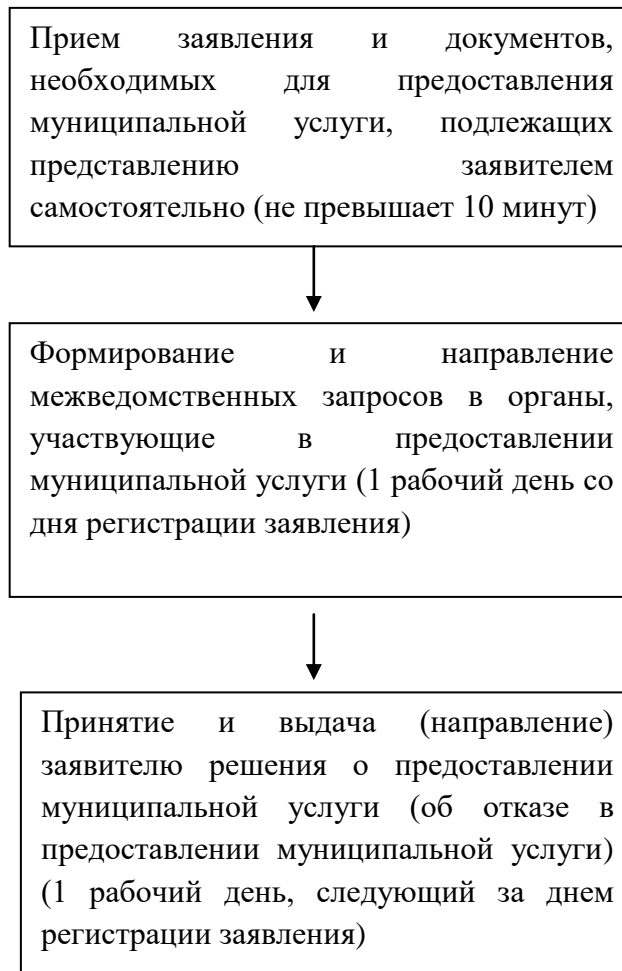 Прием заявления и документов,
необходимых для предоставления
муниципальной услуги, подлежащих
представлению заявителем
самостоятельно (не превышает 10 минут)
Формирование и направление
межведомственных запросов в органы,
участвующие в предоставлении
муниципальной услуги (1 рабочий день со
дня регистрации заявления)
Принятие и выдача (направление)
заявителю решения о предоставлении
муниципальной услуги (об отказе в
предоставлении муниципальной услуги)
(1 рабочий день, следующий за днем
регистрации заявления)